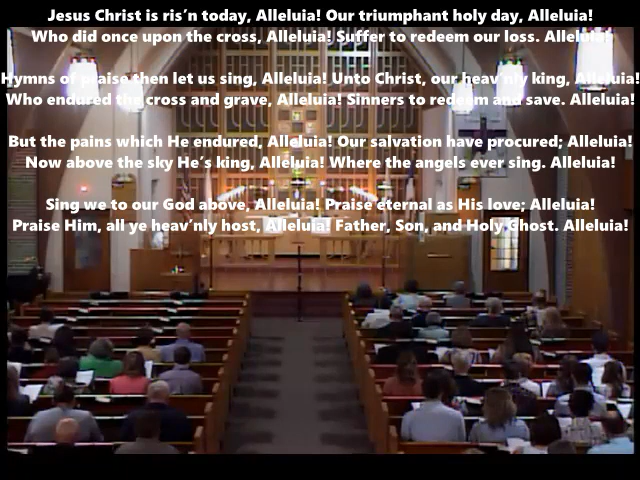 Jesus Christ is ris’n today, Alleluia! Our triumphant holy day, Alleluia!
Who did once upon the cross, Alleluia! Suffer to redeem our loss. Alleluia!
Hymns of praise then let us sing, Alleluia! Unto Christ, our heav’nly king, Alleluia!
Who endured the cross and grave, Alleluia! Sinners to redeem and save. Alleluia!
But the pains which He endured, Alleluia! Our salvation have procured; Alleluia!
Now above the sky He’s king, Alleluia! Where the angels ever sing. Alleluia!
Sing we to our God above, Alleluia! Praise eternal as His love; Alleluia!
Praise Him, all ye heav’nly host, Alleluia! Father, Son, and Holy Ghost. Alleluia!